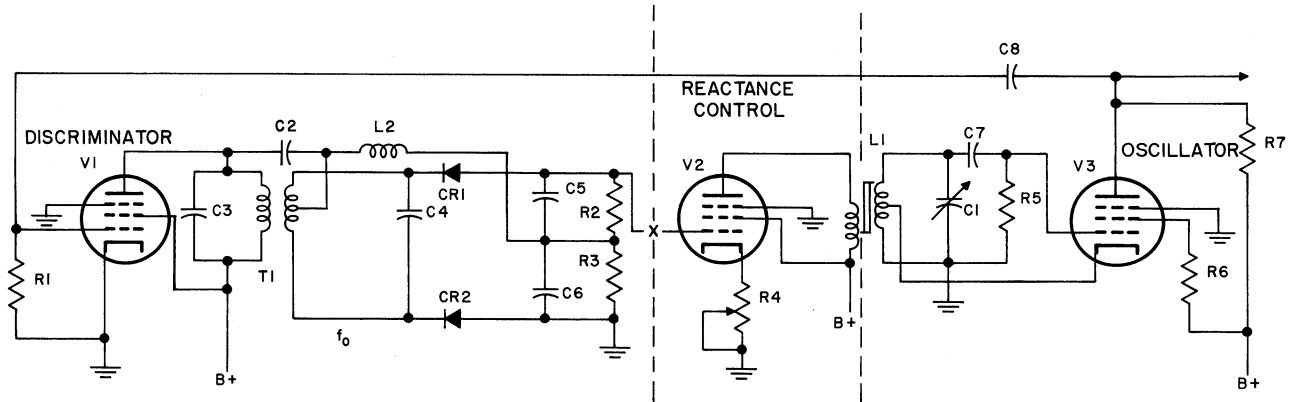 C8
REACTANCE
CONTROL
DISCRIMINATOR
V1
C2
L2
CR1
C3
T1
C4
C5
R2
R3
C6
CR2
R1
B+
fo
X
V2
R4
B+
L1
C7
C1
R5
V3
OSCILLATOR
R7
R6
B+